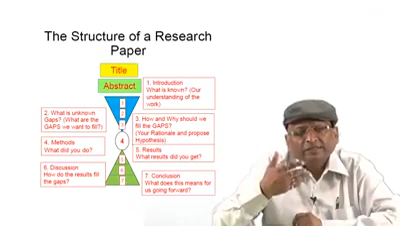 The Structure of a Research
Paper
Title
Abstract
1. Introduction
What is known? (Our
understanding of the
work)
2. What is unknown
Gaps? (What are the
GAPS we want to fill?)
3. How and Why should we
fill the GAPS?
(Your Rationale and propose
Hypothesis)
4
4. Methods
What did you do?
5. Results
What results did you get?
6. Discussion
How do the results fill
the gaps?
7. Conclusion
What does this means for
us going forward?